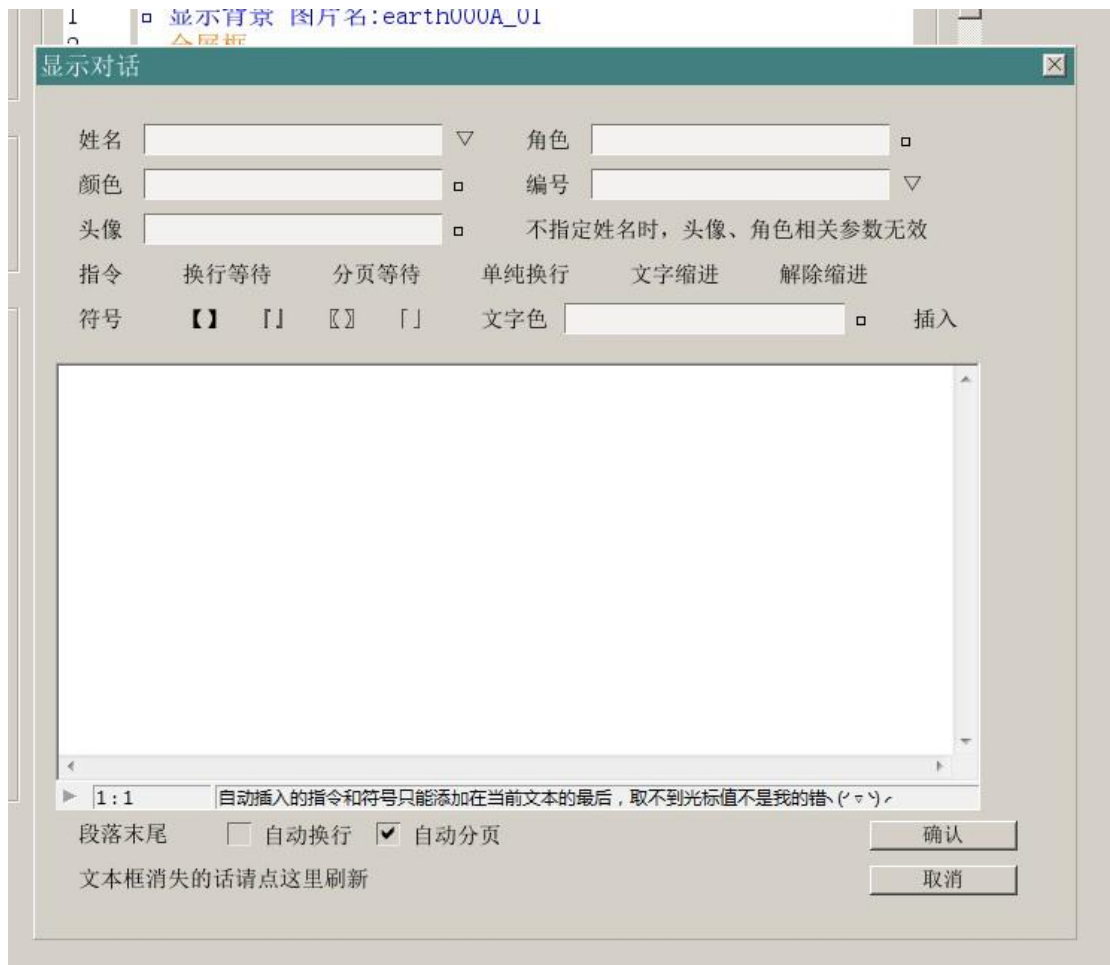 1 显示背景 图片名:earth000A_01
2 全屏框
显示对话
姓名 角色
颜色 编号
头像 不指定姓名时，头像、角色相关参数无效
指令 换行等待 分页等待 单纯换行 文字缩进 解除缩进
符号 【】 『』 〖〗 「」 文字色 插入
1:1 自动插入的指令和符号只能添加在当前文本的最后，取不到光标值不是我的错ヽ(′▽`)ノ
段落末尾 自动换行 自动分页 确认
文本框消失的话请点这里刷新 取消